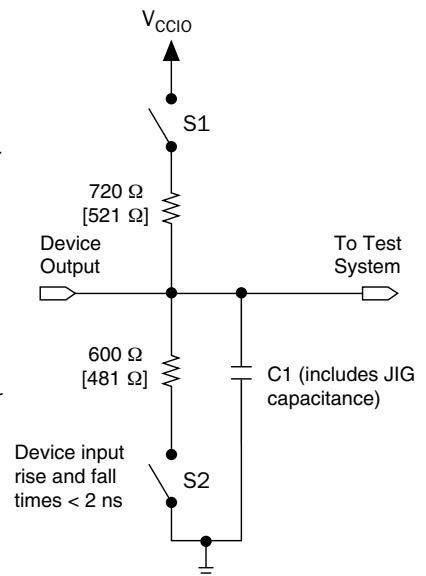 V_CCIO
S1
720 Ω
[521 Ω]
Device
Output
To Test
System
600 Ω
[481 Ω]
C1 (includes JIG
capacitance)
Device input
rise and fall
times < 2 ns
S2